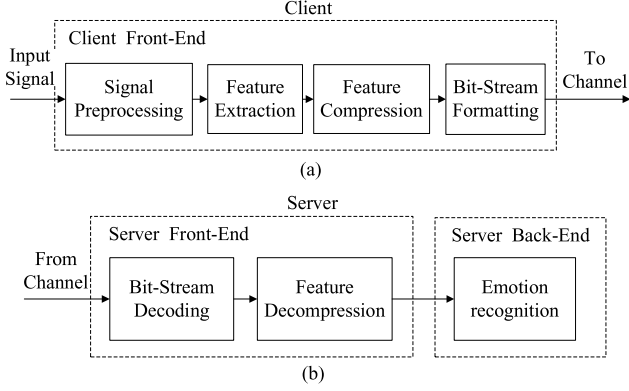 Client
Client Front-End
Input
Signal
Signal
Preprocessing
Feature
Extraction
Feature
Compression
Bit-Stream
Formatting
To
Channel
(a)
Server
Server Front-End
Server Back-End
From
Channel
Bit-Stream
Decoding
Feature
Decompression
Emotion
recognition
(b)